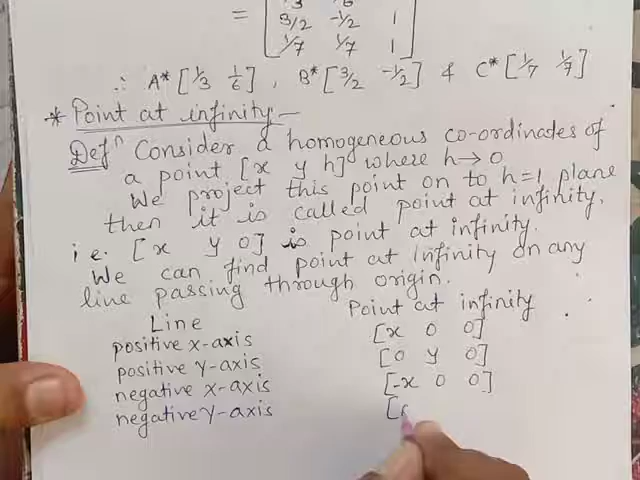 = [ 1/3 1/6
3/2 -1/2 1
1/7 1/7 1 ]
∴ A* [1/3 1/6], B* [3/2 -1/2] & C* [1/7 1/7]
* Point at infinity -
Defⁿ Consider a homogeneous co-ordinates of
a point [x y h] where h→0
We project this point on to h=1 plane
then it is called point at infinity.
i.e. [x y 0] is point at infinity.
We can find point at infinity on any
line passing through origin.
Line Point at infinity
positive x-axis [x 0 0]
positive y-axis [0 y 0]
negative x-axis [-x 0 0]
negative y-axis [